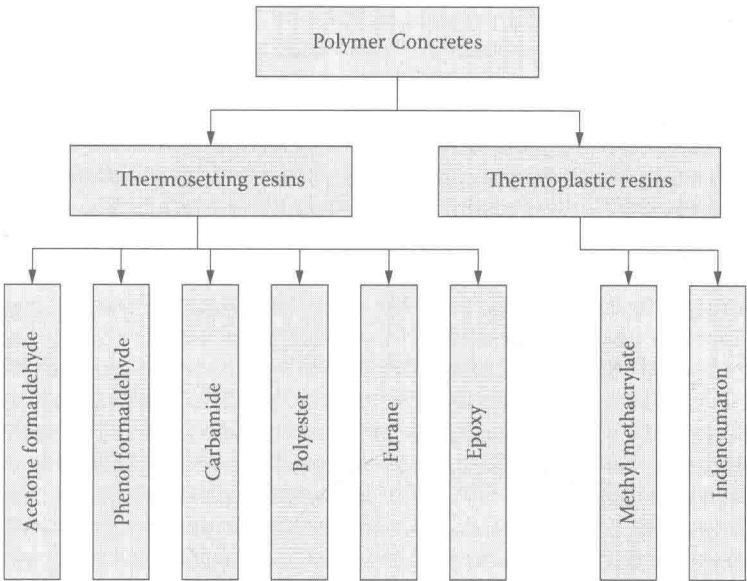 Polymer Concretes
Thermosetting resins
Thermoplastic resins
Acetone formaldehyde
Phenol formaldehyde
Carbamide
Polyester
Furane
Epoxy
Methyl methacrylate
Indencumaron